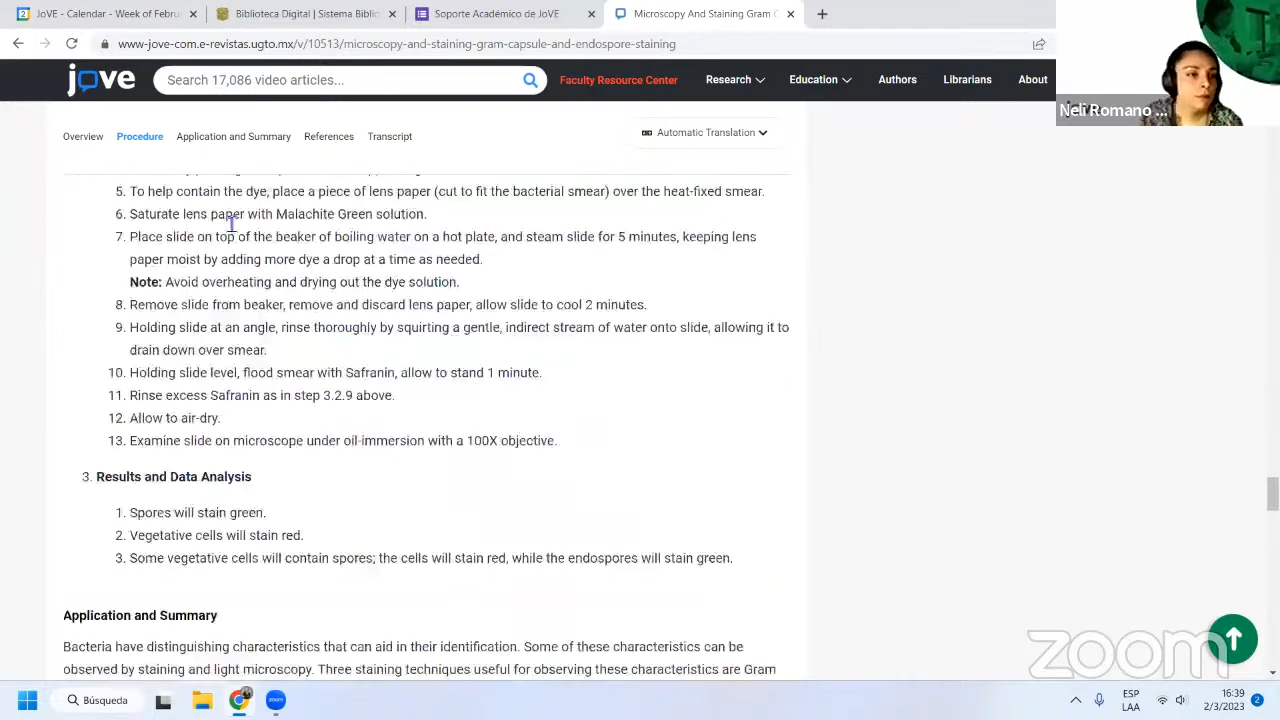 JoVE - Calendar - Week of Febru
Biblioteca Digital | Sistema Biblio
Soporte Académico de JoVE
Microscopy And Staining Gram C
www-jove-com.e-revistas.ugto.mx/v/10513/microscopy-and-staining-gram-capsule-and-endospore-staining
jove
Search 17,086 video articles...
Faculty Resource Center
Research
Education
Authors
Librarians
About
Neli Romano ...
Overview
Procedure
Application and Summary
References
Transcript
Automatic Translation
5. To help contain the dye, place a piece of lens paper (cut to fit the bacterial smear) over the heat-fixed smear.
6. Saturate lens paper with Malachite Green solution.
7. Place slide on top of the beaker of boiling water on a hot plate, and steam slide for 5 minutes, keeping lens
paper moist by adding more dye a drop at a time as needed.
Note: Avoid overheating and drying out the dye solution.
8. Remove slide from beaker, remove and discard lens paper, allow slide to cool 2 minutes.
9. Holding slide at an angle, rinse thoroughly by squirting a gentle, indirect stream of water onto slide, allowing it to
drain down over smear.
10. Holding slide level, flood smear with Safranin, allow to stand 1 minute.
11. Rinse excess Safranin as in step 3.2.9 above.
12. Allow to air-dry.
13. Examine slide on microscope under oil-immersion with a 100X objective.
3. Results and Data Analysis
1. Spores will stain green.
2. Vegetative cells will stain red.
3. Some vegetative cells will contain spores; the cells will stain red, while the endospores will stain green.
Application and Summary
Bacteria have distinguishing characteristics that can aid in their identification. Some of these characteristics can be
observed by staining and light microscopy. Three staining techniques useful for observing these characteristics are Gram
zoom
Búsqueda
zoom
ESP
LAA
16:39
2/3/2023
2